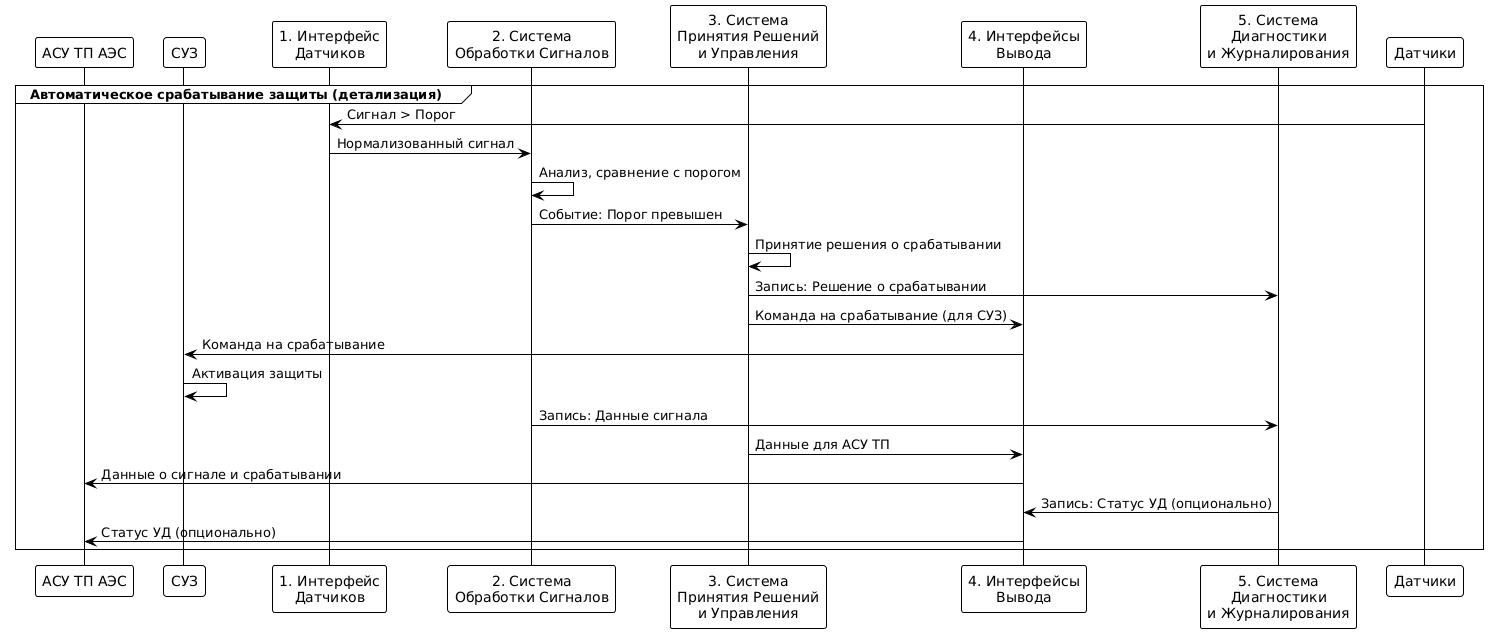 АСУ ТП АЭС
СУЗ
1. Интерфейс
Датчиков
2. Система
Обработки Сигналов
3. Система
Принятия Решений
и Управления
4. Интерфейсы
Вывода
5. Система
Диагностики
и Журналирования
Датчики
Автоматическое срабатывание защиты (детализация)
Сигнал > Порог
Нормализованный сигнал
Анализ, сравнение с порогом
Событие: Порог превышен
Принятие решения о срабатывании
Запись: Решение о срабатывании
Команда на срабатывание (для СУЗ)
Команда на срабатывание
Активация защиты
Запись: Данные сигнала
Данные для АСУ ТП
Данные о сигнале и срабатывании
Запись: Статус УД (опционально)
Статус УД (опционально)
АСУ ТП АЭС
СУЗ
1. Интерфейс
Датчиков
2. Система
Обработки Сигналов
3. Система
Принятия Решений
и Управления
4. Интерфейсы
Вывода
5. Система
Диагностики
и Журналирования
Датчики